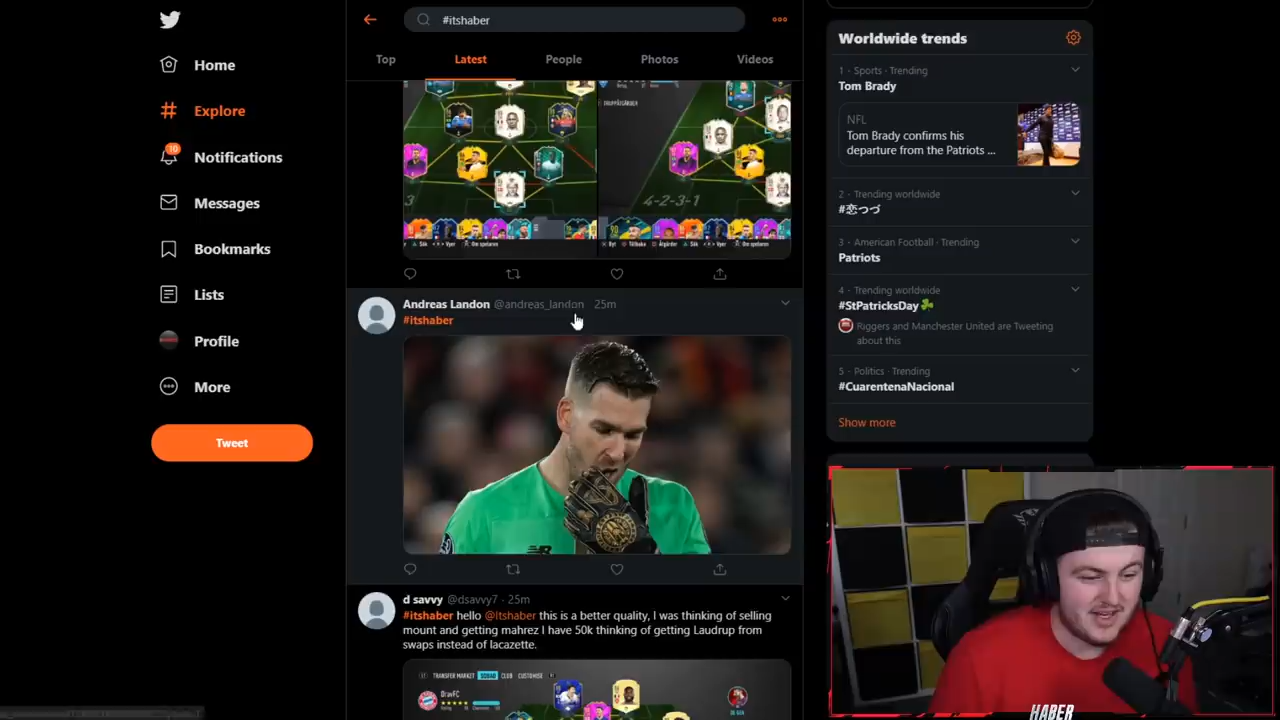 #itshaber
Top
Latest
People
Photos
Videos
Home
Explore
10
Notifications
Messages
Bookmarks
Lists
Profile
More
Tweet
4-2-3-1
Andreas Landon @andreas_landon 25m
#itshaber
d savvy @dsavvy7 · 25m
#itshaber hello @Itshaber this is a better quality, I was thinking of selling
mount and getting mahrez I have 50k thinking of getting Laudrup from
swaps instead of lacazette.
TRANSFER MARKET SQUAD CLUB CUSTOMISE
DravFC
Worldwide trends
1 · Sports · Trending
Tom Brady
NFL
Tom Brady confirms his
departure from the Patriots ...
2 · Trending worldwide
#恋つづ
3 · American Football · Trending
Patriots
4 · Trending worldwide
#StPatricksDay☘️
Riggers and Manchester United are Tweeting
about this
5 · Politics · Trending
#CuarentenaNacional
Show more
HABER